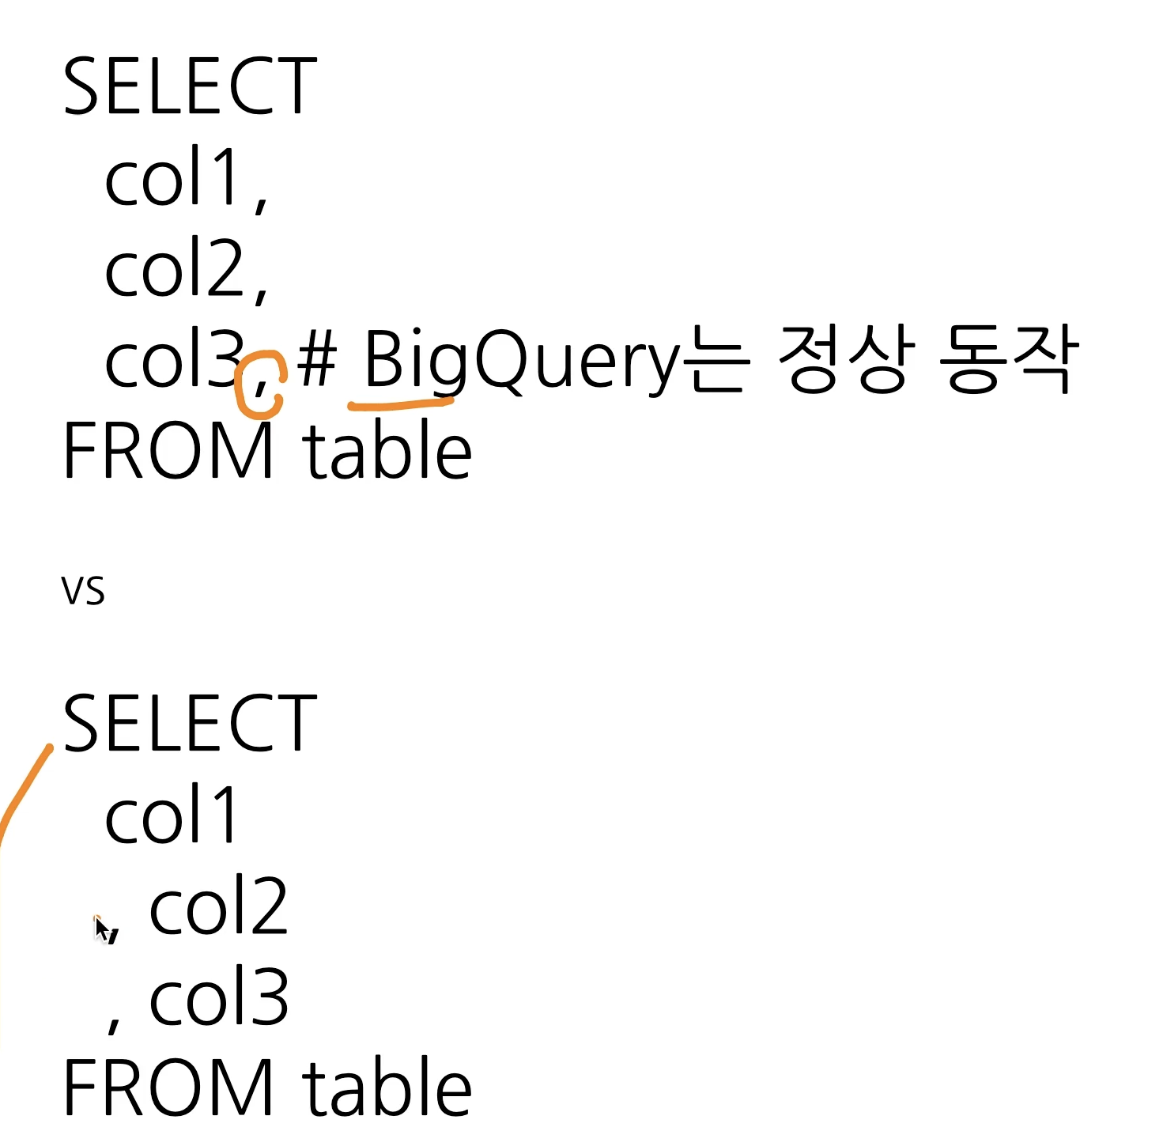 SELECT
col1,
col2,
col3, # BigQuery는 정상 동작
FROM table
vs
SELECT
col1
, col2
, col3
FROM table